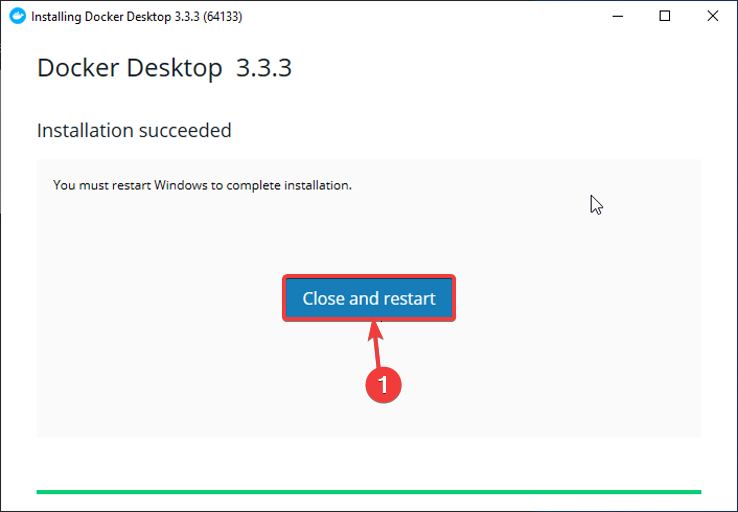 Installing Docker Desktop 3.3.3 (64133)
Docker Desktop 3.3.3
Installation succeeded
You must restart Windows to complete installation.
Close and restart
1